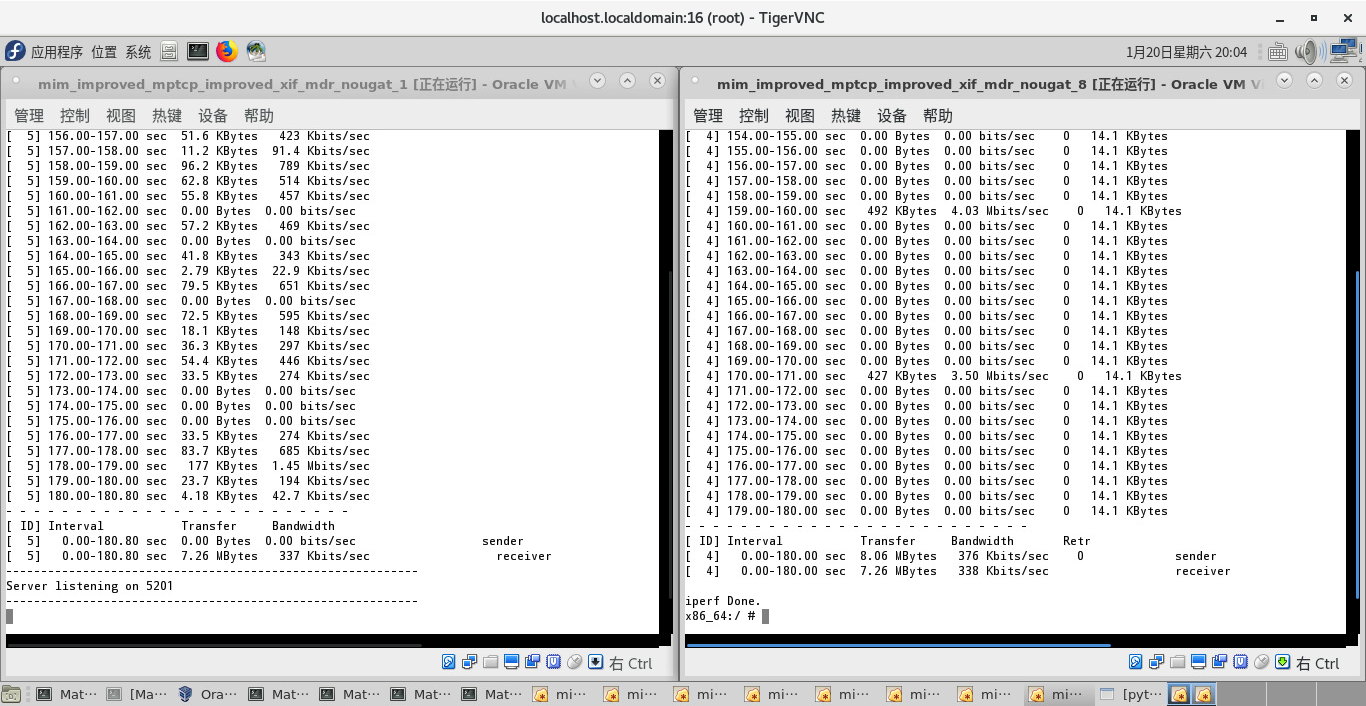 localhost.localdomain:16 (root) - TigerVNC
应用程序 位置 系统
1月20日星期六 20:04
mim_improved_mptcp_improved_xif_mdr_nougat_1 [正在运行] - Oracle VM
管理 控制 视图 热键 设备 帮助
[  5] 156.00-157.00 sec  51.6 KBytes   423 Kbits/sec
[  5] 157.00-158.00 sec  11.2 KBytes  91.4 Kbits/sec
[  5] 158.00-159.00 sec  96.2 KBytes   789 Kbits/sec
[  5] 159.00-160.00 sec  62.8 KBytes   514 Kbits/sec
[  5] 160.00-161.00 sec  55.8 KBytes   457 Kbits/sec
[  5] 161.00-162.00 sec  0.00 Bytes  0.00 bits/sec
[  5] 162.00-163.00 sec  57.2 KBytes   469 Kbits/sec
[  5] 163.00-164.00 sec  0.00 Bytes  0.00 bits/sec
[  5] 164.00-165.00 sec  41.8 KBytes   343 Kbits/sec
[  5] 165.00-166.00 sec  2.79 KBytes  22.9 Kbits/sec
[  5] 166.00-167.00 sec  79.5 KBytes   651 Kbits/sec
[  5] 167.00-168.00 sec  0.00 Bytes  0.00 bits/sec
[  5] 168.00-169.00 sec  72.5 KBytes   595 Kbits/sec
[  5] 169.00-170.00 sec  18.1 KBytes   148 Kbits/sec
[  5] 170.00-171.00 sec  36.3 KBytes   297 Kbits/sec
[  5] 171.00-172.00 sec  54.4 KBytes   446 Kbits/sec
[  5] 172.00-173.00 sec  33.5 KBytes   274 Kbits/sec
[  5] 173.00-174.00 sec  0.00 Bytes  0.00 bits/sec
[  5] 174.00-175.00 sec  0.00 Bytes  0.00 bits/sec
[  5] 175.00-176.00 sec  0.00 Bytes  0.00 bits/sec
[  5] 176.00-177.00 sec  33.5 KBytes   274 Kbits/sec
[  5] 177.00-178.00 sec  83.7 KBytes   685 Kbits/sec
[  5] 178.00-179.00 sec   177 KBytes  1.45 Mbits/sec
[  5] 179.00-180.00 sec  23.7 KBytes   194 Kbits/sec
[  5] 180.00-180.80 sec  4.18 KBytes  42.7 Kbits/sec
- - - - - - - - - - - - - - - - - - - - - - - - -
[ ID] Interval           Transfer     Bandwidth
[  5]   0.00-180.80 sec  0.00 Bytes  0.00 bits/sec                  sender
[  5]   0.00-180.80 sec  7.26 MBytes   337 Kbits/sec                  receiver
-----------------------------------------------------------
Server listening on 5201
-----------------------------------------------------------
右 Ctrl
mim_improved_mptcp_improved_xif_mdr_nougat_8 [正在运行] - Oracle VM
管理 控制 视图 热键 设备 帮助
[  4] 154.00-155.00 sec  0.00 Bytes  0.00 bits/sec    0   14.1 KBytes
[  4] 155.00-156.00 sec  0.00 Bytes  0.00 bits/sec    0   14.1 KBytes
[  4] 156.00-157.00 sec  0.00 Bytes  0.00 bits/sec    0   14.1 KBytes
[  4] 157.00-158.00 sec  0.00 Bytes  0.00 bits/sec    0   14.1 KBytes
[  4] 158.00-159.00 sec  0.00 Bytes  0.00 bits/sec    0   14.1 KBytes
[  4] 159.00-160.00 sec   492 KBytes  4.03 Mbits/sec    0   14.1 KBytes
[  4] 160.00-161.00 sec  0.00 Bytes  0.00 bits/sec    0   14.1 KBytes
[  4] 161.00-162.00 sec  0.00 Bytes  0.00 bits/sec    0   14.1 KBytes
[  4] 162.00-163.00 sec  0.00 Bytes  0.00 bits/sec    0   14.1 KBytes
[  4] 163.00-164.00 sec  0.00 Bytes  0.00 bits/sec    0   14.1 KBytes
[  4] 164.00-165.00 sec  0.00 Bytes  0.00 bits/sec    0   14.1 KBytes
[  4] 165.00-166.00 sec  0.00 Bytes  0.00 bits/sec    0   14.1 KBytes
[  4] 166.00-167.00 sec  0.00 Bytes  0.00 bits/sec    0   14.1 KBytes
[  4] 167.00-168.00 sec  0.00 Bytes  0.00 bits/sec    0   14.1 KBytes
[  4] 168.00-169.00 sec  0.00 Bytes  0.00 bits/sec    0   14.1 KBytes
[  4] 169.00-170.00 sec  0.00 Bytes  0.00 bits/sec    0   14.1 KBytes
[  4] 170.00-171.00 sec   427 KBytes  3.50 Mbits/sec    0   14.1 KBytes
[  4] 171.00-172.00 sec  0.00 Bytes  0.00 bits/sec    0   14.1 KBytes
[  4] 172.00-173.00 sec  0.00 Bytes  0.00 bits/sec    0   14.1 KBytes
[  4] 173.00-174.00 sec  0.00 Bytes  0.00 bits/sec    0   14.1 KBytes
[  4] 174.00-175.00 sec  0.00 Bytes  0.00 bits/sec    0   14.1 KBytes
[  4] 175.00-176.00 sec  0.00 Bytes  0.00 bits/sec    0   14.1 KBytes
[  4] 176.00-177.00 sec  0.00 Bytes  0.00 bits/sec    0   14.1 KBytes
[  4] 177.00-178.00 sec  0.00 Bytes  0.00 bits/sec    0   14.1 KBytes
[  4] 178.00-179.00 sec  0.00 Bytes  0.00 bits/sec    0   14.1 KBytes
[  4] 179.00-180.00 sec  0.00 Bytes  0.00 bits/sec    0   14.1 KBytes
- - - - - - - - - - - - - - - - - - - - - - - - -
[ ID] Interval           Transfer     Bandwidth       Retr
[  4]   0.00-180.00 sec  8.06 MBytes   376 Kbits/sec    0             sender
[  4]   0.00-180.00 sec  7.26 MBytes   338 Kbits/sec                  receiver
iperf Done.
x86_64:/ #
右 Ctrl
Mat··· [Ma··· Ora··· Mat··· Mat··· Mat··· Mat··· mi··· mi··· mi··· mi··· mi··· mi··· mi··· mi··· [pyt···